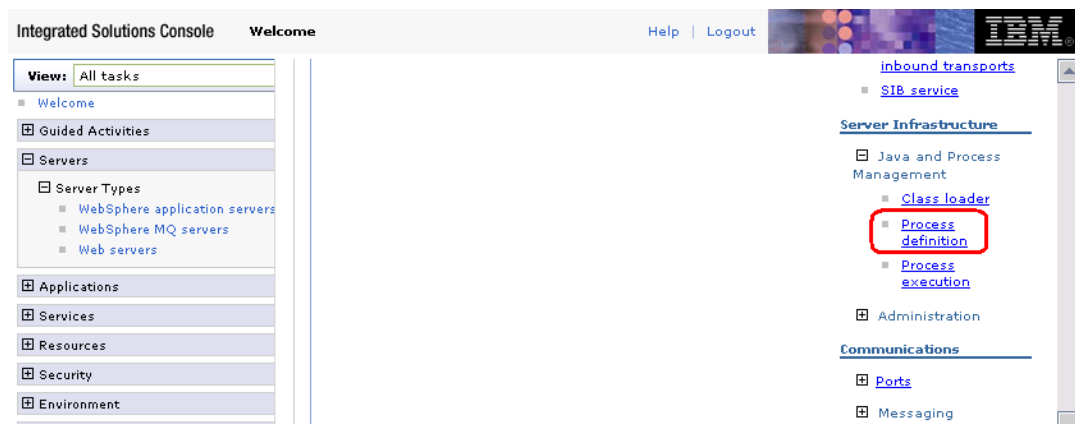 Integrated Solutions Console Welcome Help | Logout IBM®
View: All tasks
Welcome
Guided Activities
Servers
Server Types
WebSphere application servers
WebSphere MQ servers
Web servers
Applications
Services
Resources
Security
Environment
inbound transports
SIB service
Server Infrastructure
Java and Process
Management
Class loader
Process
definition
Process
execution
Administration
Communications
Ports
Messaging